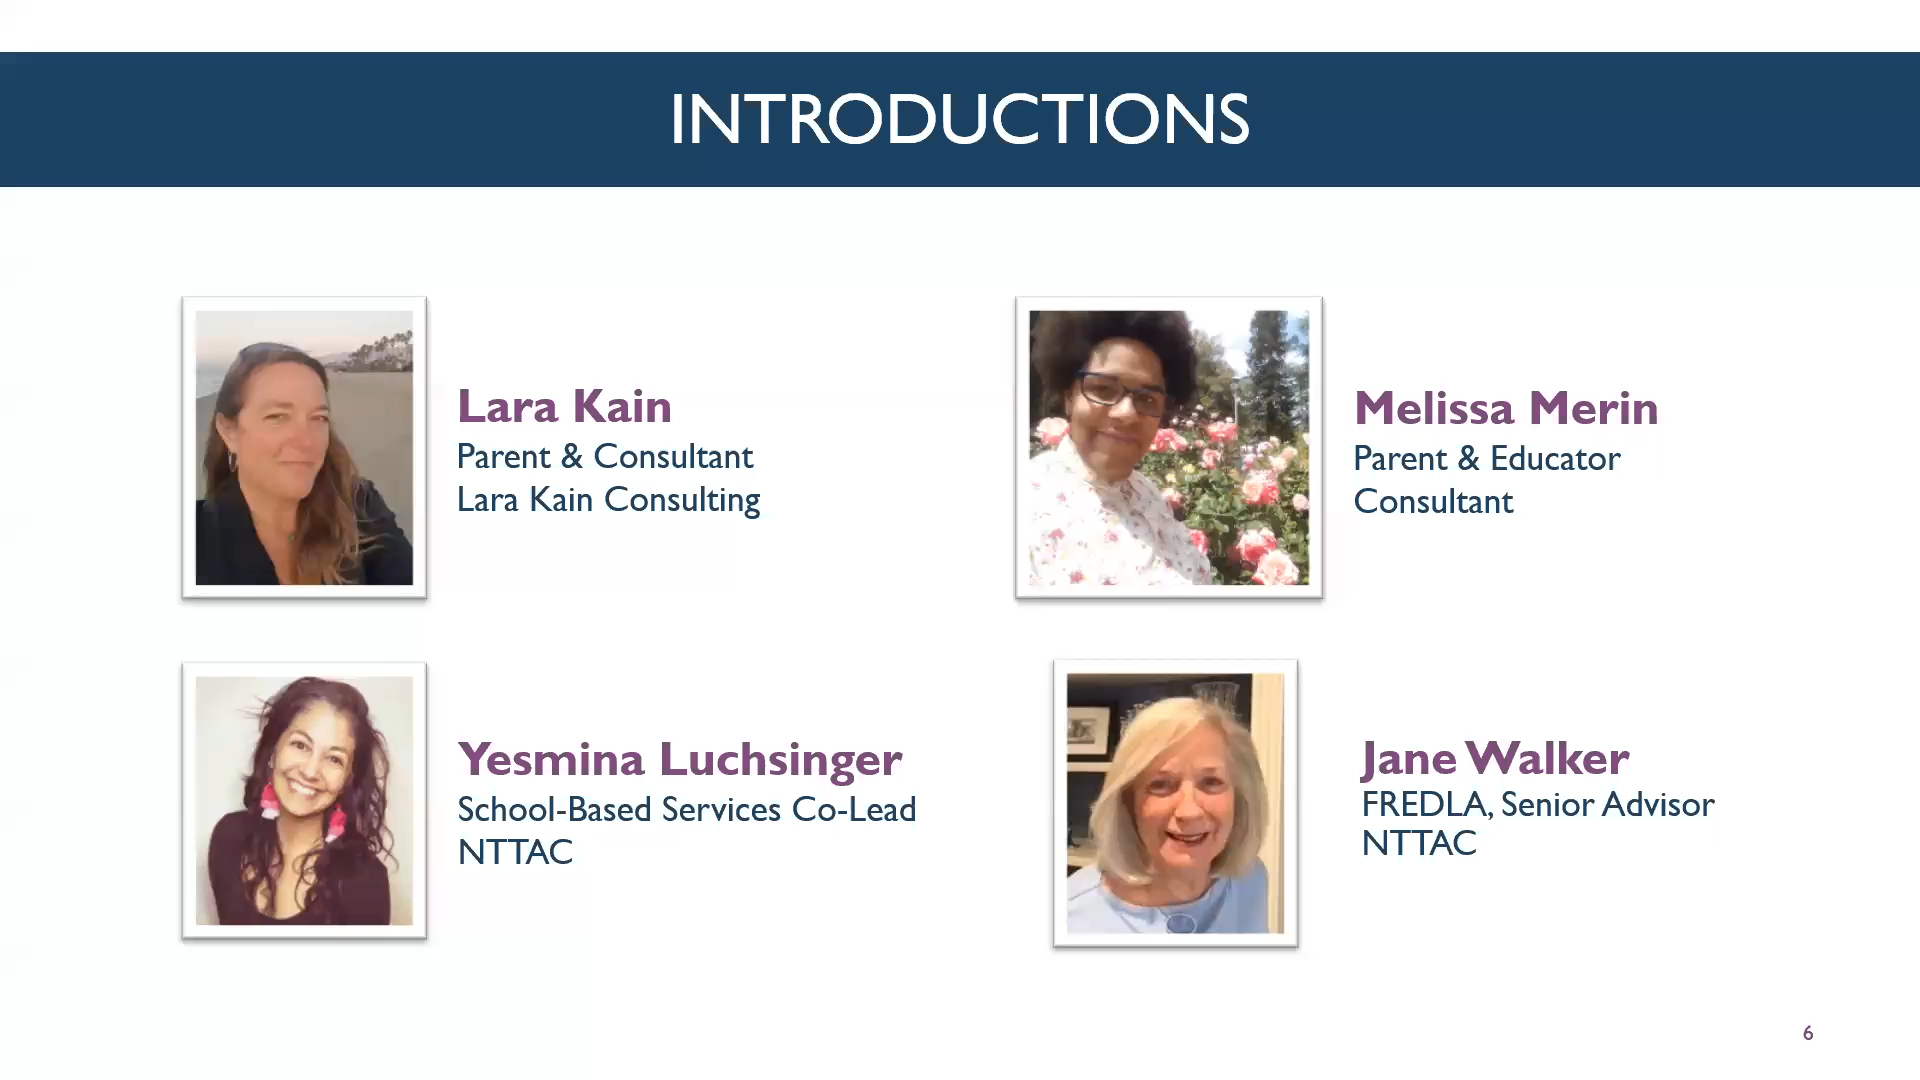 INTRODUCTIONS
Lara Kain
Parent & Consultant
Lara Kain Consulting
Melissa Merin
Parent & Educator
Consultant
Yesmina Luchsinger
School-Based Services Co-Lead
NTTAC
Jane Walker
FREDLA, Senior Advisor
NTTAC
6